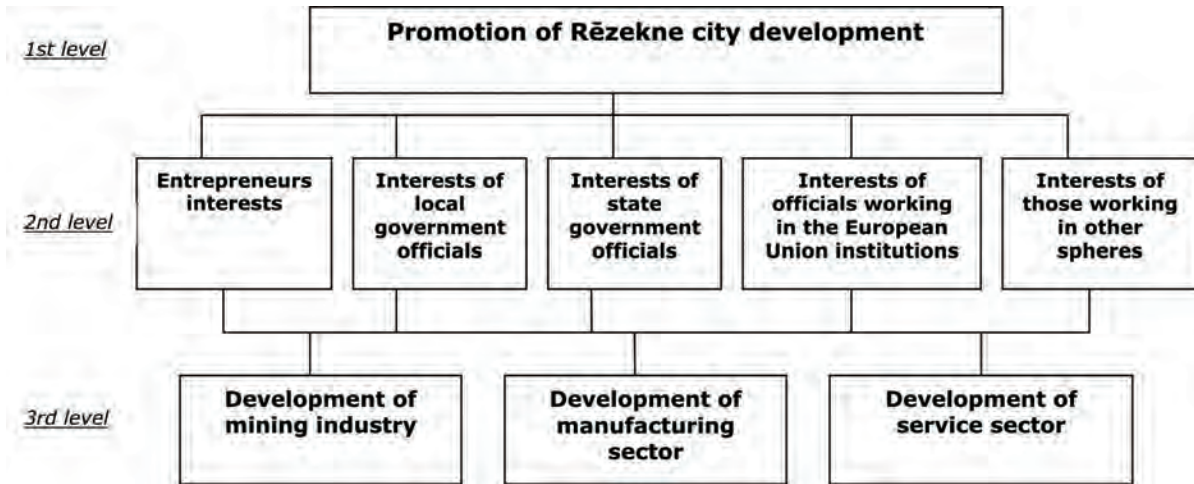 1st level
Promotion of Rēzekne city development
2nd level
Entrepreneurs
interests
Interests of
local
government
officials
Interests of
state
government
officials
Interests of
officials working
in the European
Union institutions
Interests of
those working
in other
spheres
3rd level
Development of
mining industry
Development of
manufacturing
sector
Development of
service sector